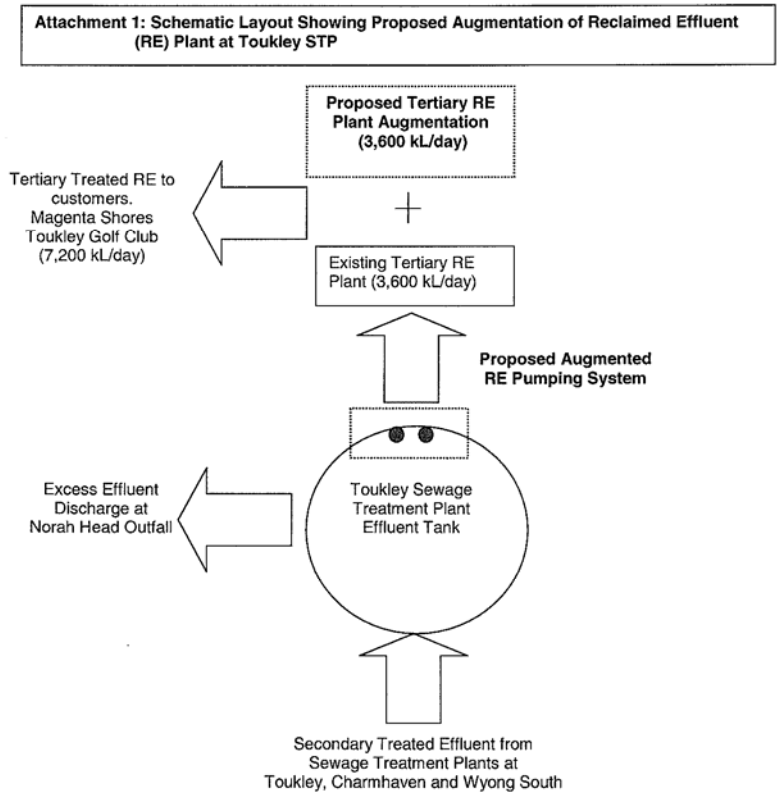 Attachment 1: Schematic Layout Showing Proposed Augmentation of Reclaimed Effluent
(RE) Plant at Toukley STP
Proposed Tertiary RE
Plant Augmentation
(3,600 kL/day)
Tertiary Treated RE to
customers.
Magenta Shores
Toukley Golf Club
(7,200 kL/day)
+
Existing Tertiary RE
Plant (3,600 kL/day)
Proposed Augmented
RE Pumping System
Toukley Sewage
Treatment Plant
Effluent Tank
Excess Effluent
Discharge at
Norah Head Outfall
Secondary Treated Effluent from
Sewage Treatment Plants at
Toukley, Charmhaven and Wyong South